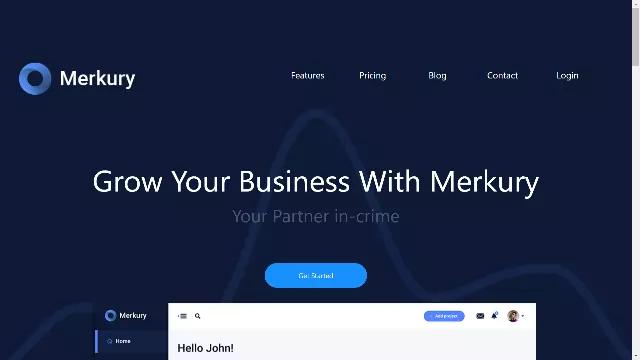 Merkury
Features Pricing Blog Contact Login
Grow Your Business With Merkury
Your Partner in-crime
Get Started
Merkury
Add project
Home
Hello John!